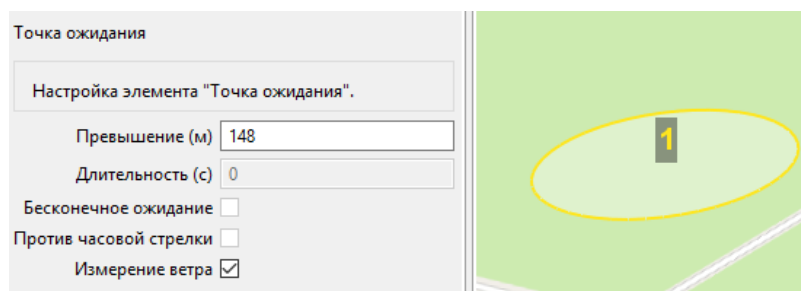 Точка ожидания
Настройка элемента "Точка ожидания".
Превышение (м) 148
Длительность (с) 0
Бесконечное ожидание
Против часовой стрелки
Измерение ветра
1